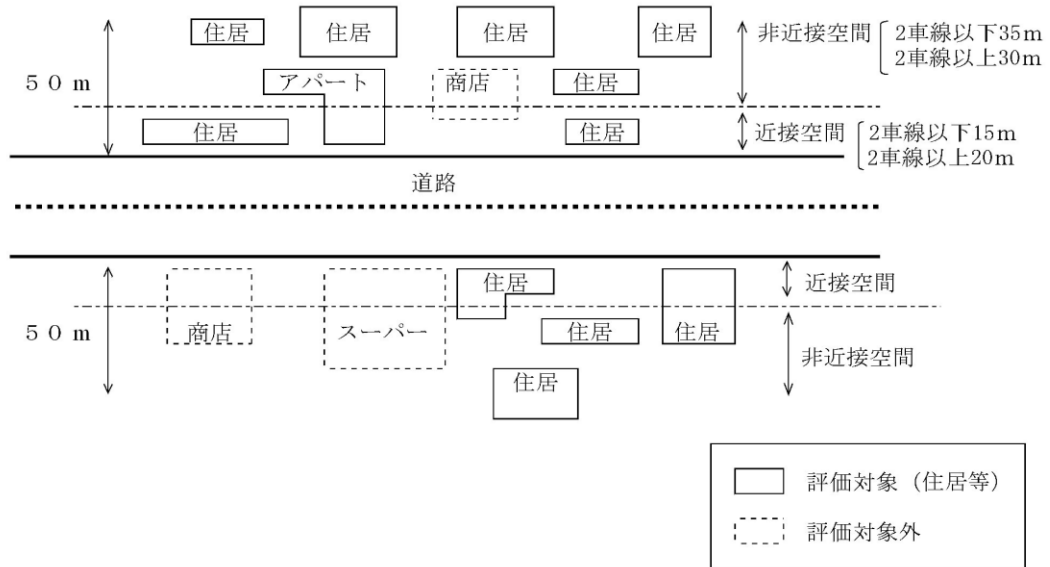 住居 住居 住居 住居
非近接空間 2車線以下35m
2車線以上30m
50m
アパート 商店 住居
住居 住居
近接空間 2車線以下15m
2車線以上20m
道路
住居
近接空間
50m
商店 スーパー 住居 住居
非近接空間
住居
評価対象（住居等）
評価対象外